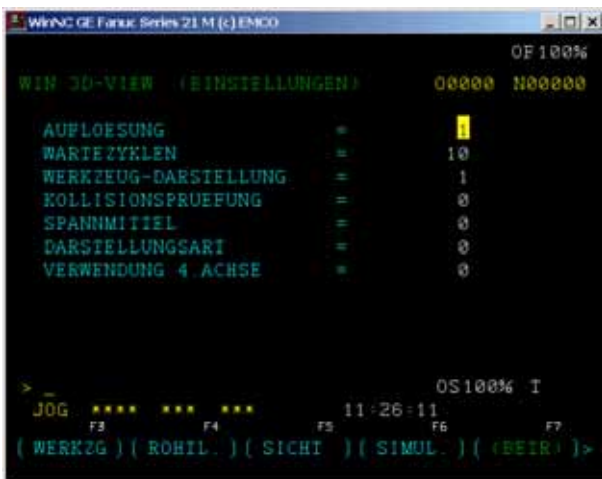 WinNC GE Fanuc Series 21 M (c) EMCO
OF100%
WIN 3D-VIEW (EINSTELLUNGEN) O0000 N00000
AUFLOESUNG = 1
WARTEZYKLEN = 10
WERKZEUG-DARSTELLUNG = 1
KOLLISIONSPRUEFUNG = 0
SPANNMITTEL = 0
DARSTELLUNGSART = 0
VERWENDUNG 4.ACHSE = 0
> _
OS100% T
JOG **** *** *** 11:26:11
F3 F4 F5 F6 F7
( WERKZG )( ROHTL. )( SICHT )( SIMUL. )( (BETR) )>